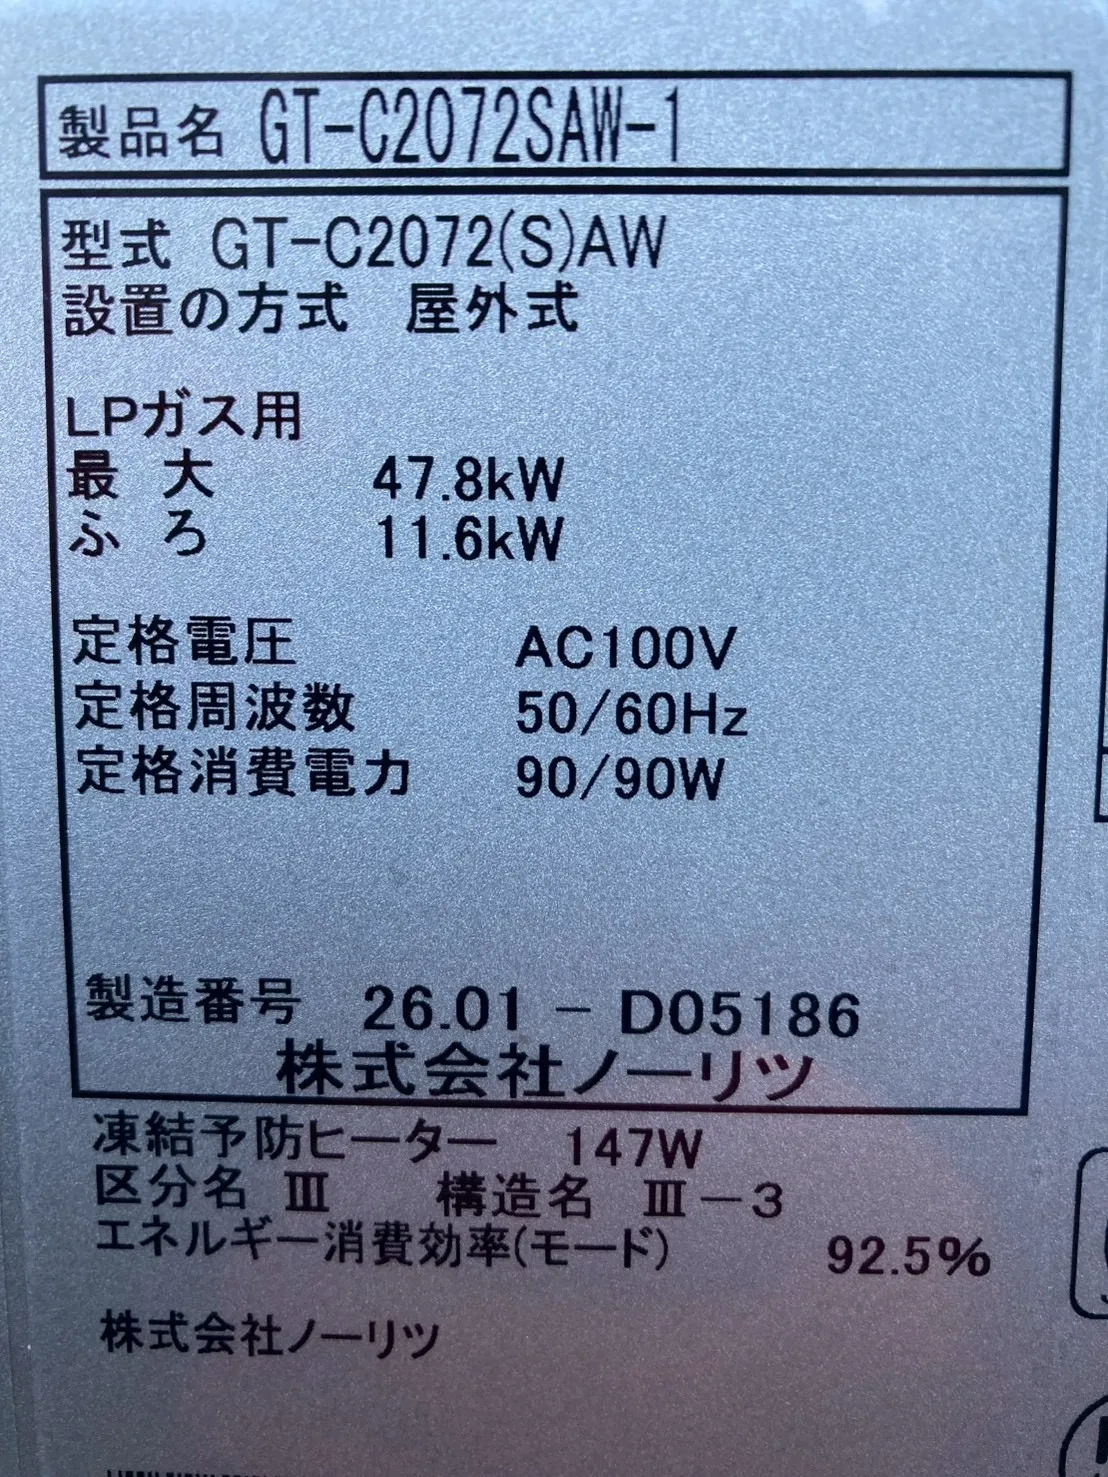 製品名 GT-C2072SAW-1
型式 GT-C2072(S)AW
設置の方式 屋外式
LPガス用
最 大 47.8kW
ふ ろ 11.6kW
定格電圧 AC100V
定格周波数 50/60Hz
定格消費電力 90/90W
製造番号 26.01 - D05186
株式会社ノーリツ
凍結予防ヒーター 147W
区分名 Ⅲ 構造名 Ⅲ-3
エネルギー消費効率(モード) 92.5%
株式会社ノーリツ